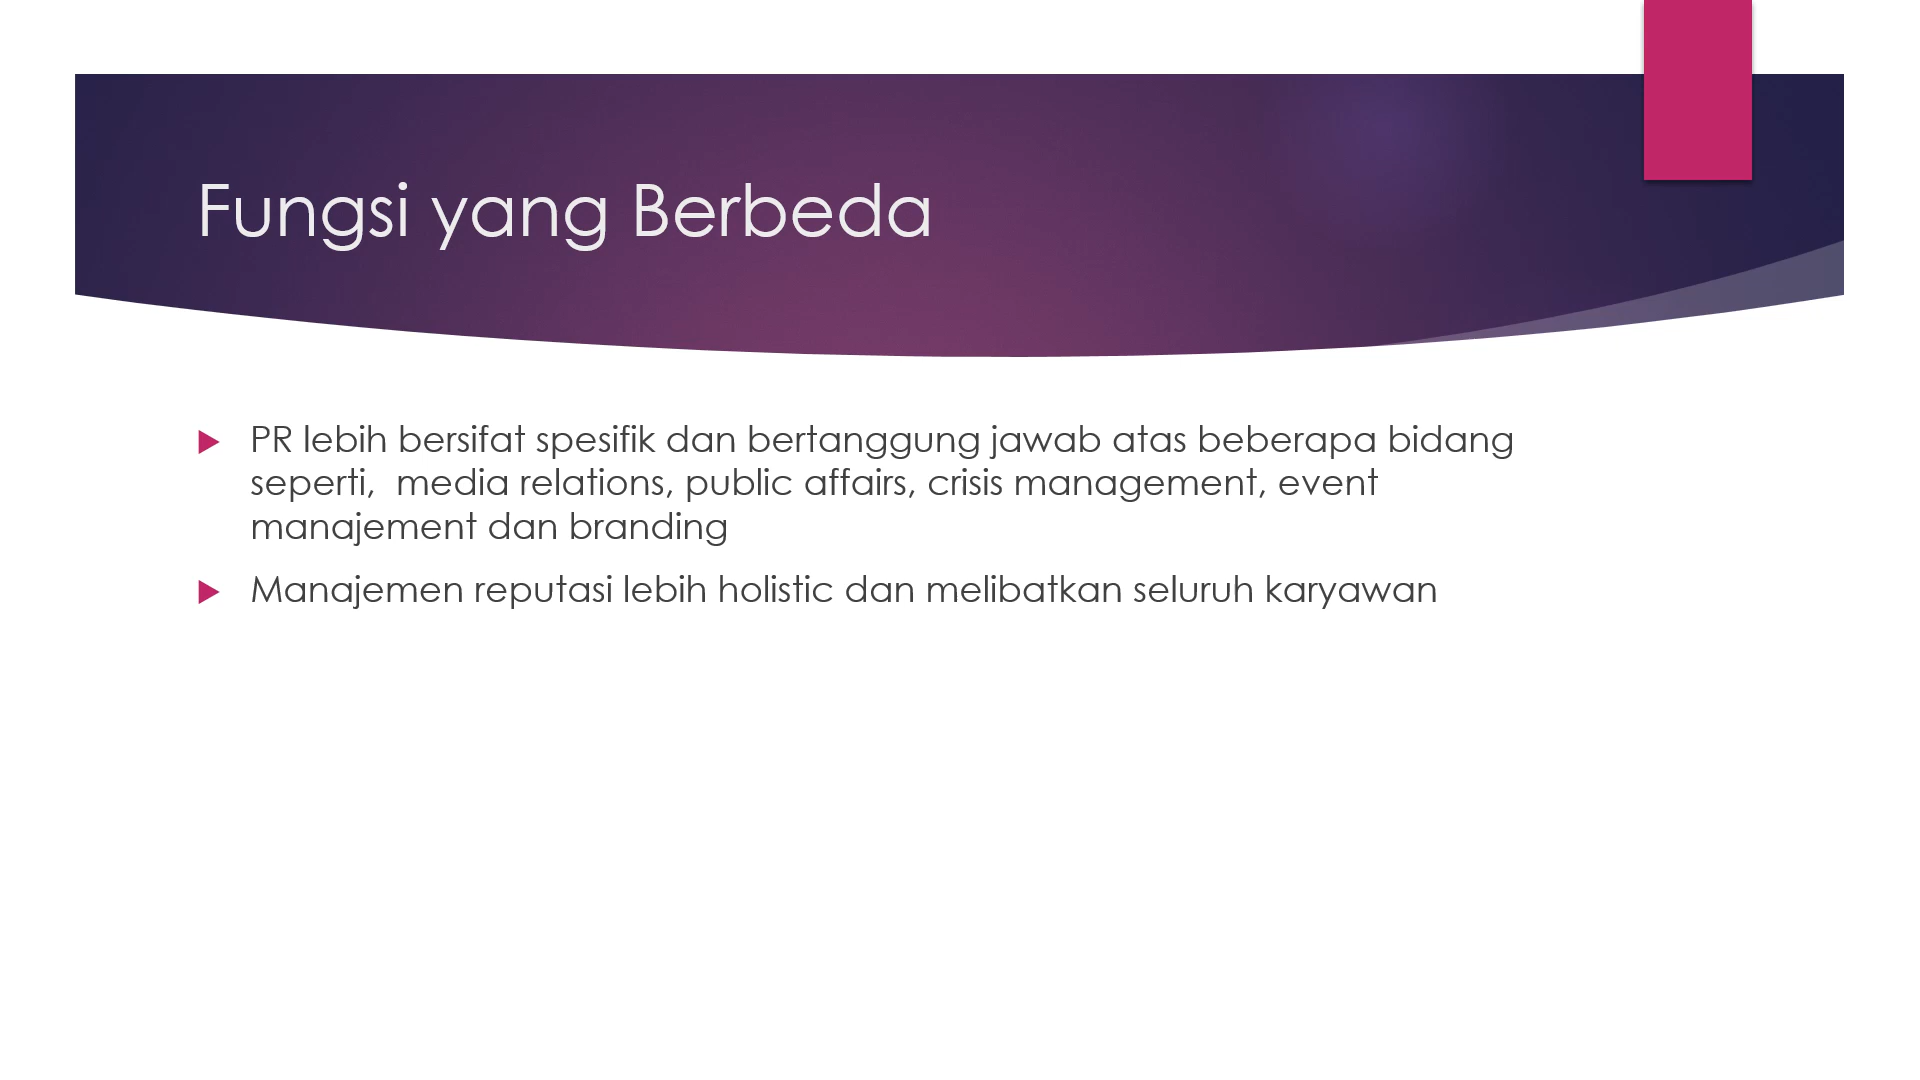 Fungsi yang Berbeda
PR lebih bersifat spesifik dan bertanggung jawab atas beberapa bidang
seperti,  media relations, public affairs, crisis management, event
manajement dan branding
Manajemen reputasi lebih holistic dan melibatkan seluruh karyawan